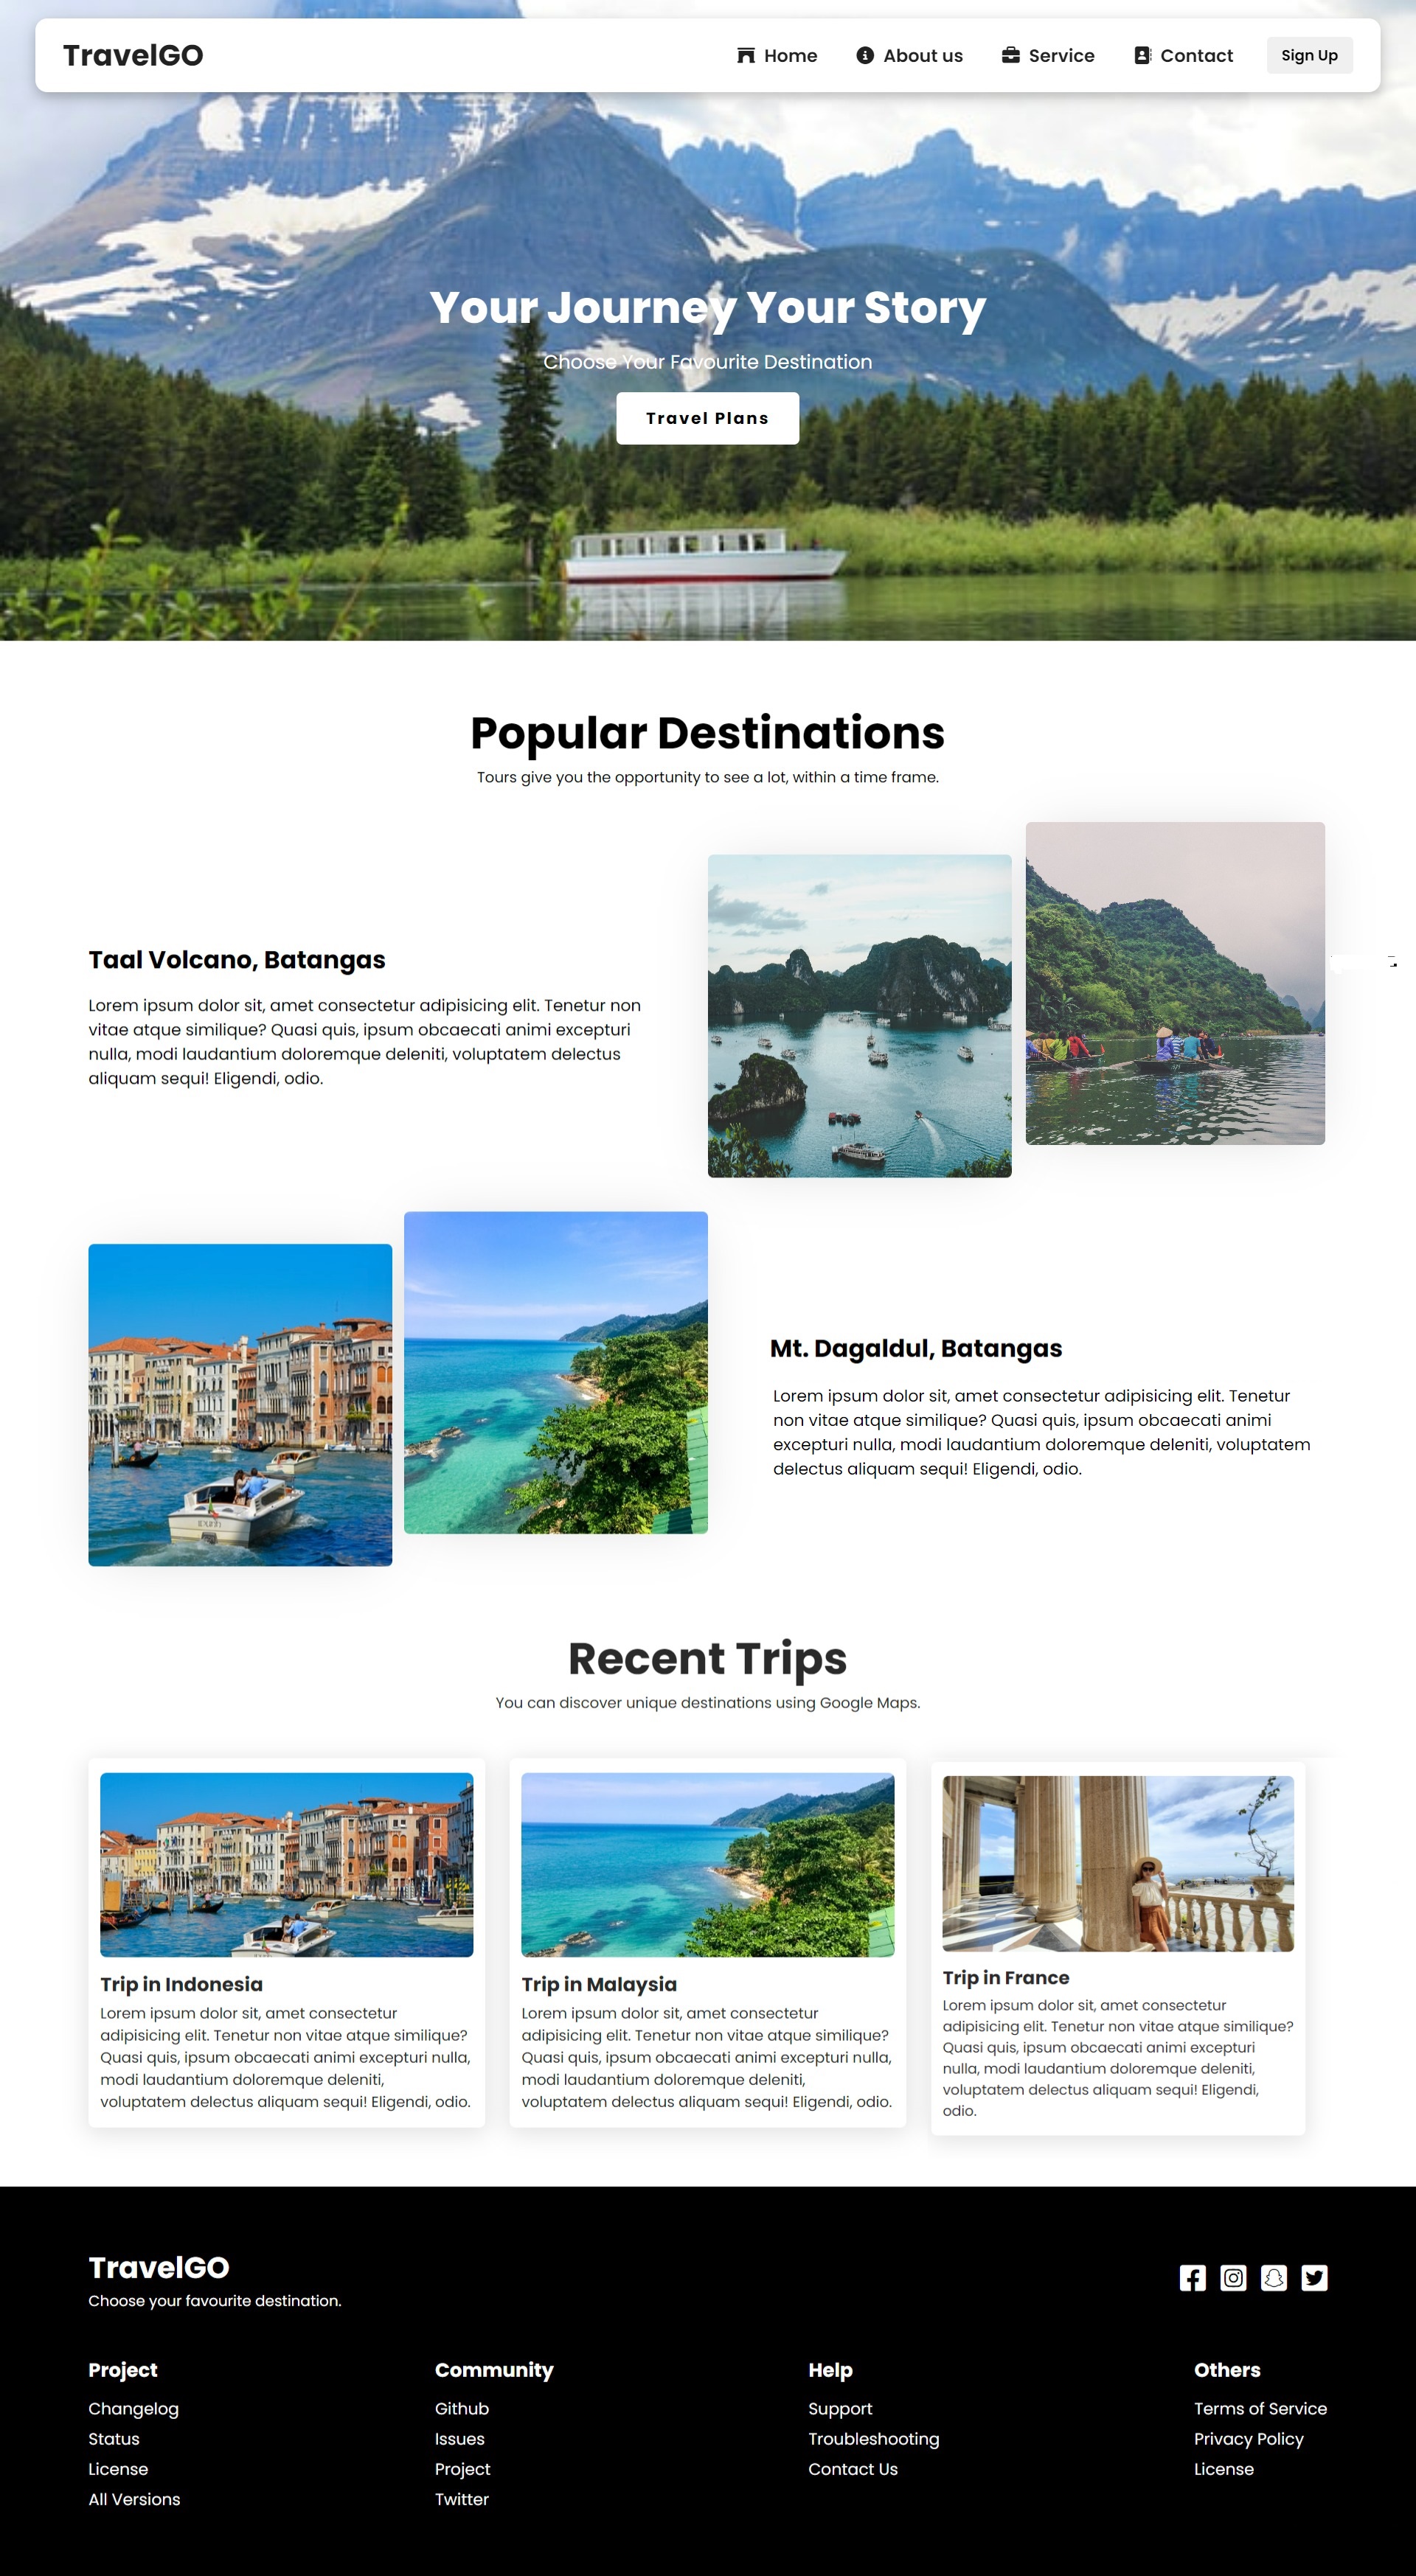 TravelGO
Home
About us
Service
Contact
Sign Up
Your Journey Your Story
Choose Your Favourite Destination
Travel Plans
Popular Destinations
Tours give you the opportunity to see a lot, within a time frame.
Taal Volcano, Batangas
Lorem ipsum dolor sit, amet consectetur adipisicing elit. Tenetur non
vitae atque similique? Quasi quis, ipsum obcaecati animi excepturi
nulla, modi laudantium doloremque deleniti, voluptatem delectus
aliquam sequi! Eligendi, odio.
Mt. Dagaldul, Batangas
Lorem ipsum dolor sit, amet consectetur adipisicing elit. Tenetur
non vitae atque similique? Quasi quis, ipsum obcaecati animi
excepturi nulla, modi laudantium doloremque deleniti, voluptatem
delectus aliquam sequi! Eligendi, odio.
Recent Trips
You can discover unique destinations using Google Maps.
Trip in Indonesia
Lorem ipsum dolor sit, amet consectetur
adipisicing elit. Tenetur non vitae atque similique?
Quasi quis, ipsum obcaecati animi excepturi nulla,
modi laudantium doloremque deleniti,
voluptatem delectus aliquam sequi! Eligendi, odio.
Trip in Malaysia
Lorem ipsum dolor sit, amet consectetur
adipisicing elit. Tenetur non vitae atque similique?
Quasi quis, ipsum obcaecati animi excepturi nulla,
modi laudantium doloremque deleniti,
voluptatem delectus aliquam sequi! Eligendi, odio.
Trip in France
Lorem ipsum dolor sit, amet consectetur
adipisicing elit. Tenetur non vitae atque similique?
Quasi quis, ipsum obcaecati animi excepturi
nulla, modi laudantium doloremque deleniti,
voluptatem delectus aliquam sequi! Eligendi,
odio.
TravelGO
Choose your favourite destination.
Project
Changelog
Status
License
All Versions
Community
Github
Issues
Project
Twitter
Help
Support
Troubleshooting
Contact Us
Others
Terms of Service
Privacy Policy
License